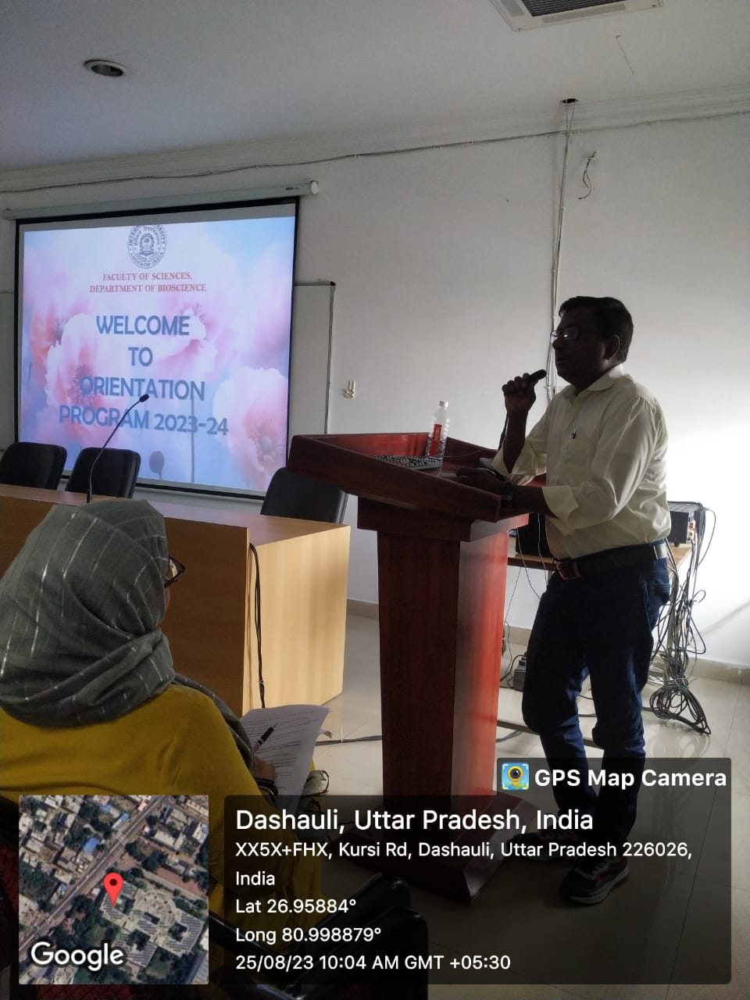 FACULTY OF SCIENCES,
DEPARTMENT OF BIOSCIENCE
WELCOME
TO
ORIENTATION
PROGRAM 2023-24
GPS Map Camera
Dashauli, Uttar Pradesh, India
XX5X+FHX, Kursi Rd, Dashauli, Uttar Pradesh 226026,
India
Lat 26.95884°
Long 80.998879°
25/08/23 10:04 AM GMT +05:30
Google